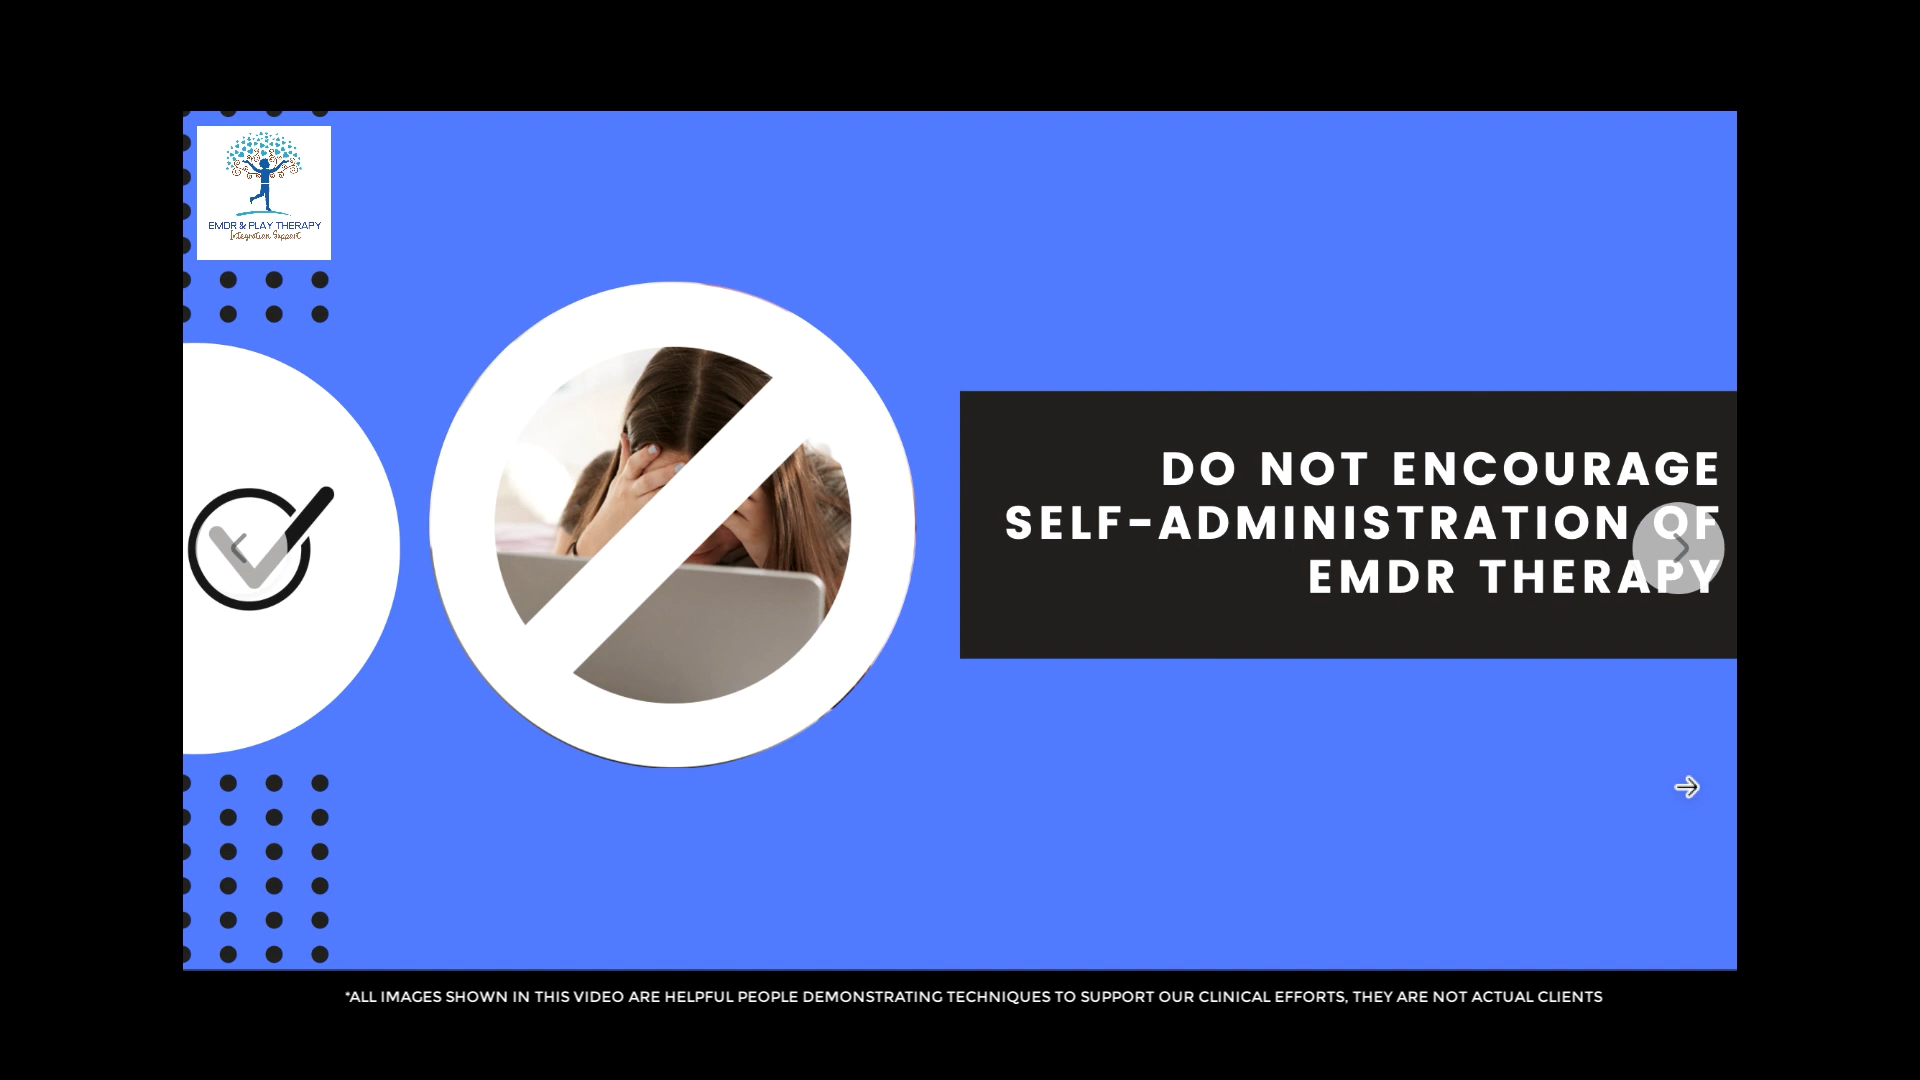 EMDR & PLAY THERAPY
Integration Support
DO NOT ENCOURAGE
SELF-ADMINISTRATION OF
EMDR THERAPY
*ALL IMAGES SHOWN IN THIS VIDEO ARE HELPFUL PEOPLE DEMONSTRATING TECHNIQUES TO SUPPORT OUR CLINICAL EFFORTS, THEY ARE NOT ACTUAL CLIENTS